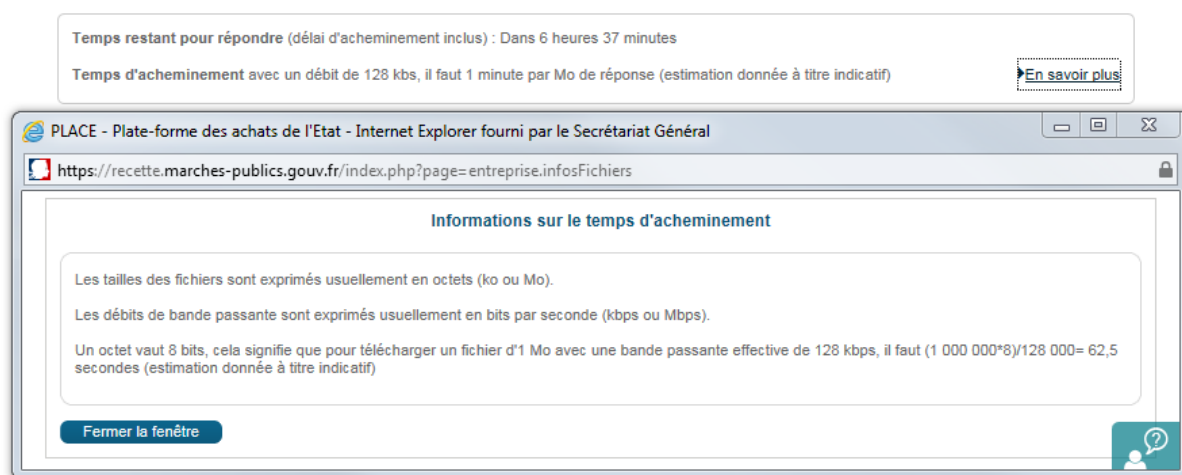 Temps restant pour répondre (délai d'acheminement inclus) : Dans 6 heures 37 minutes
Temps d'acheminement avec un débit de 128 kbs, il faut 1 minute par Mo de réponse (estimation donnée à titre indicatif)
En savoir plus
PLACE - Plate-forme des achats de l'Etat - Internet Explorer fourni par le Secrétariat Général
https://recette.marches-publics.gouv.fr/index.php?page=entreprise.infosFichiers
Informations sur le temps d'acheminement
Les tailles des fichiers sont exprimés usuellement en octets (ko ou Mo).
Les débits de bande passante sont exprimés usuellement en bits par seconde (kbps ou Mbps).
Un octet vaut 8 bits, cela signifie que pour télécharger un fichier d'1 Mo avec une bande passante effective de 128 kbps, il faut (1 000 000*8)/128 000= 62,5
secondes (estimation donnée à titre indicatif)
Fermer la fenêtre